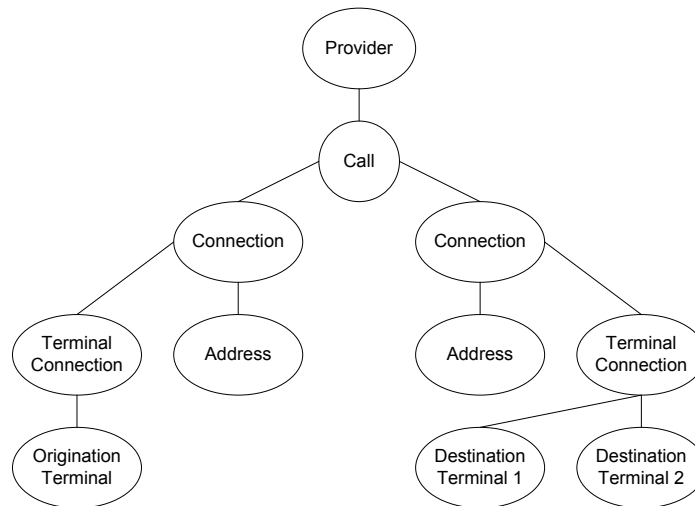 Provider
Call
Connection
Connection
Terminal
Connection
Address
Address
Terminal
Connection
Origination
Terminal
Destination
Terminal 1
Destination
Terminal 2